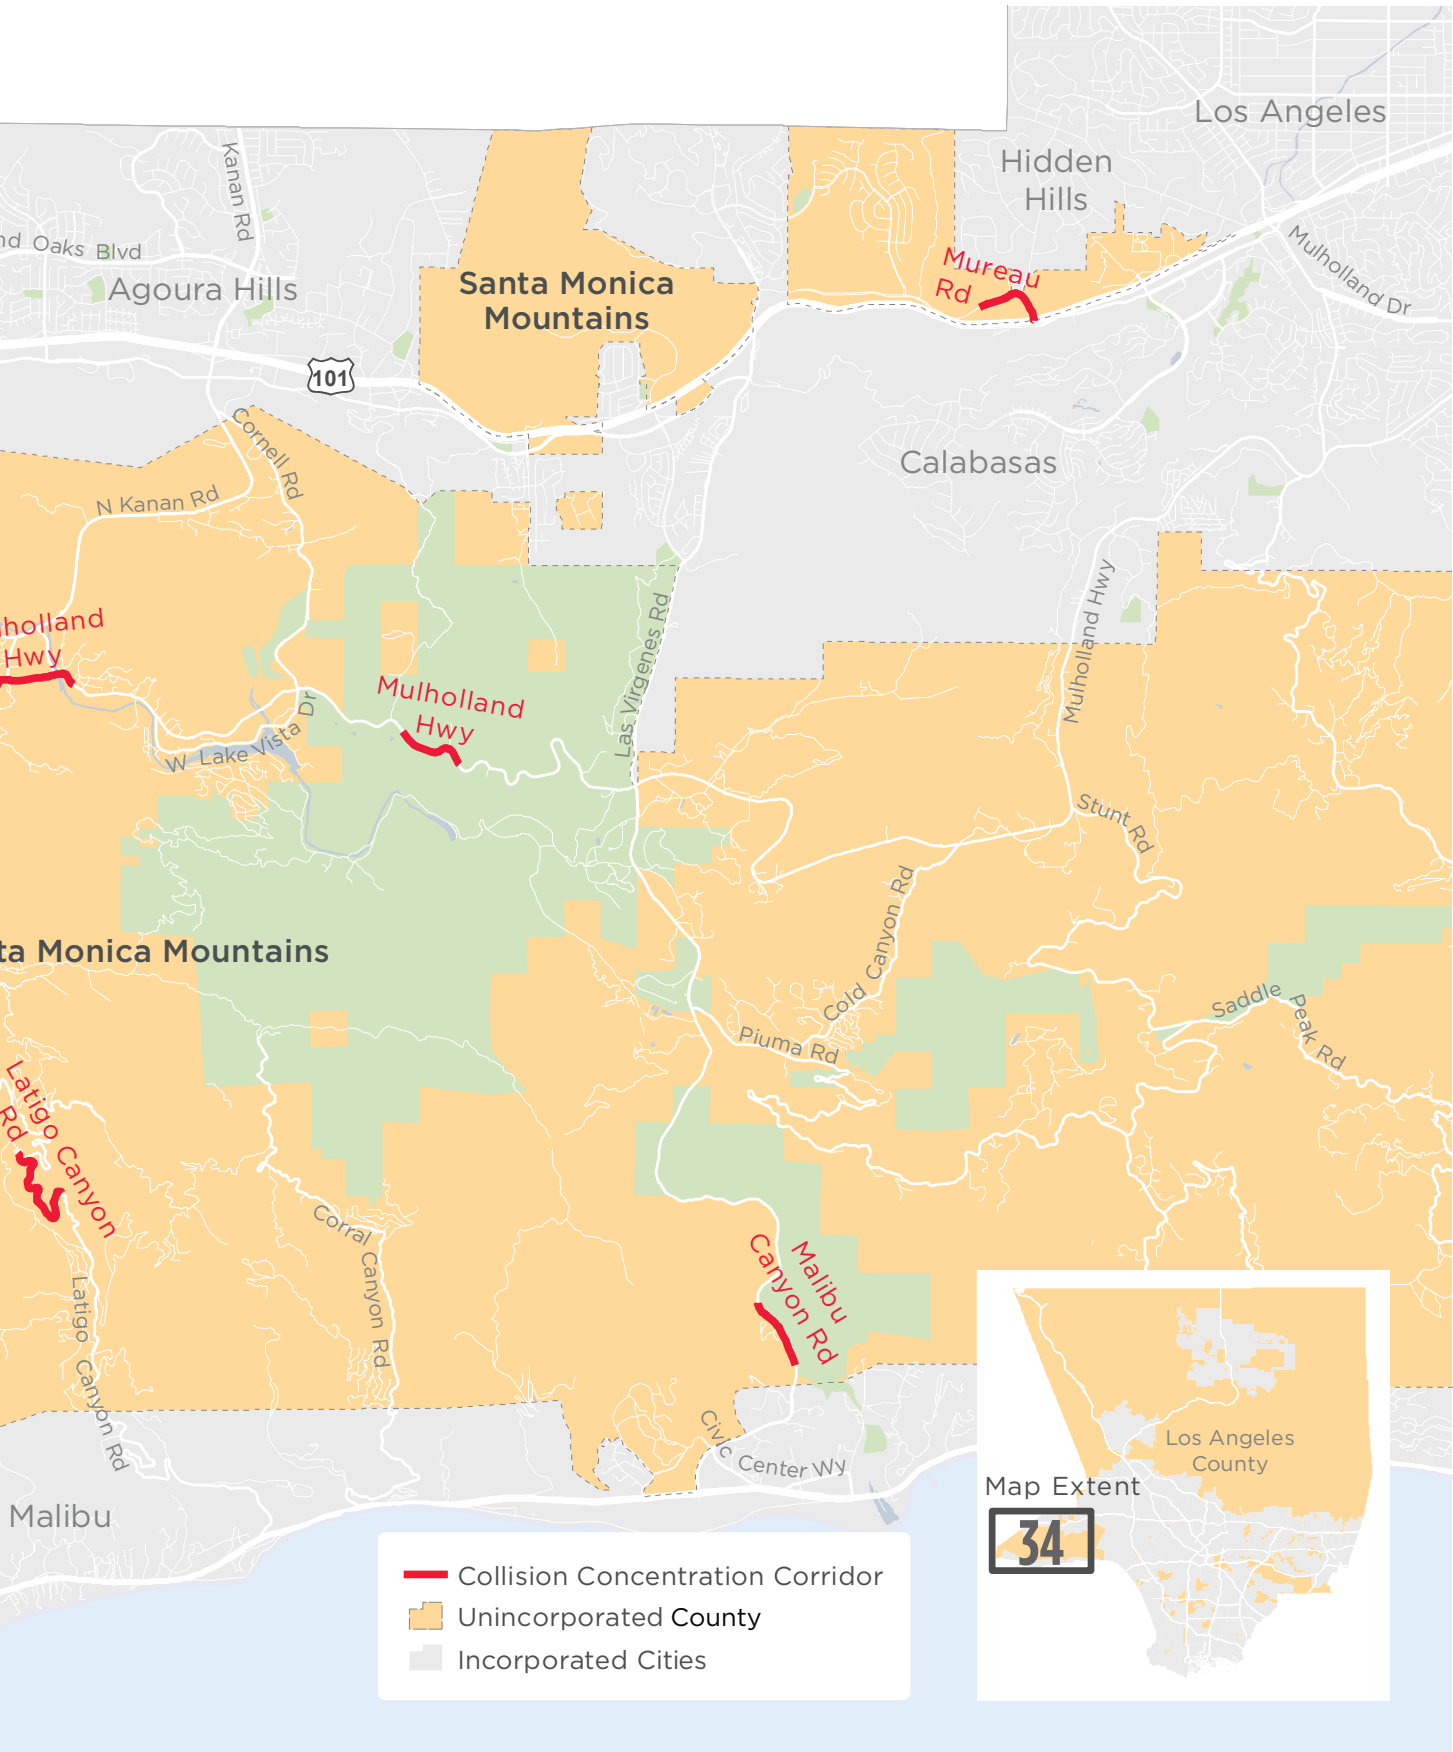 Los Angeles
Hidden
Hills
Kanan Rd
nd Oaks Blvd
Agoura Hills
Santa Monica
Mountains
Mureau
Rd
Mulholland Dr
101
Cornell Rd
N Kanan Rd
Calabasas
Mulholland Hwy
Las Virgenes Rd
lholland
Hwy
Mulholland
Hwy
W Lake Vista Dr
Stunt Rd
Cold Canyon Rd
ta Monica Mountains
Saddle Peak Rd
Piuma Rd
Latigo Canyon
Rd
Corral Canyon Rd
Malibu
Canyon Rd
Latigo Canyon Rd
Civic Center Wy
Malibu
Los Angeles
County
Map Extent
34
Collision Concentration Corridor
Unincorporated County
Incorporated Cities